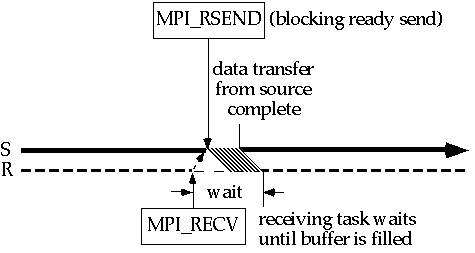 MPI_RSEND (blocking ready send)
data transfer
from source
complete
S
R
wait
MPI_RECV
receiving task waits
until buffer is filled